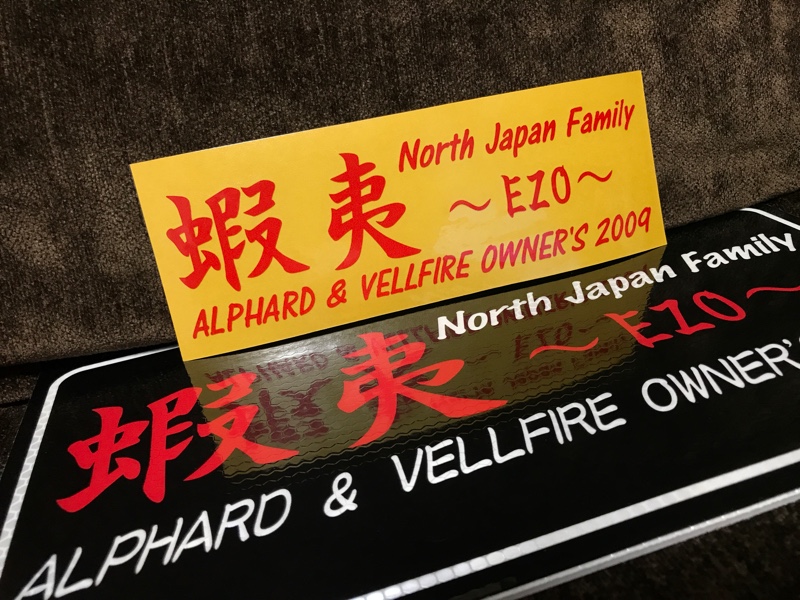 North Japan Family
蝦夷 ～EZO～
ALPHARD & VELLFIRE OWNER'S 2009
North Japan Family
蝦夷 ～EZO～
ALPHARD & VELLFIRE OWNER'S